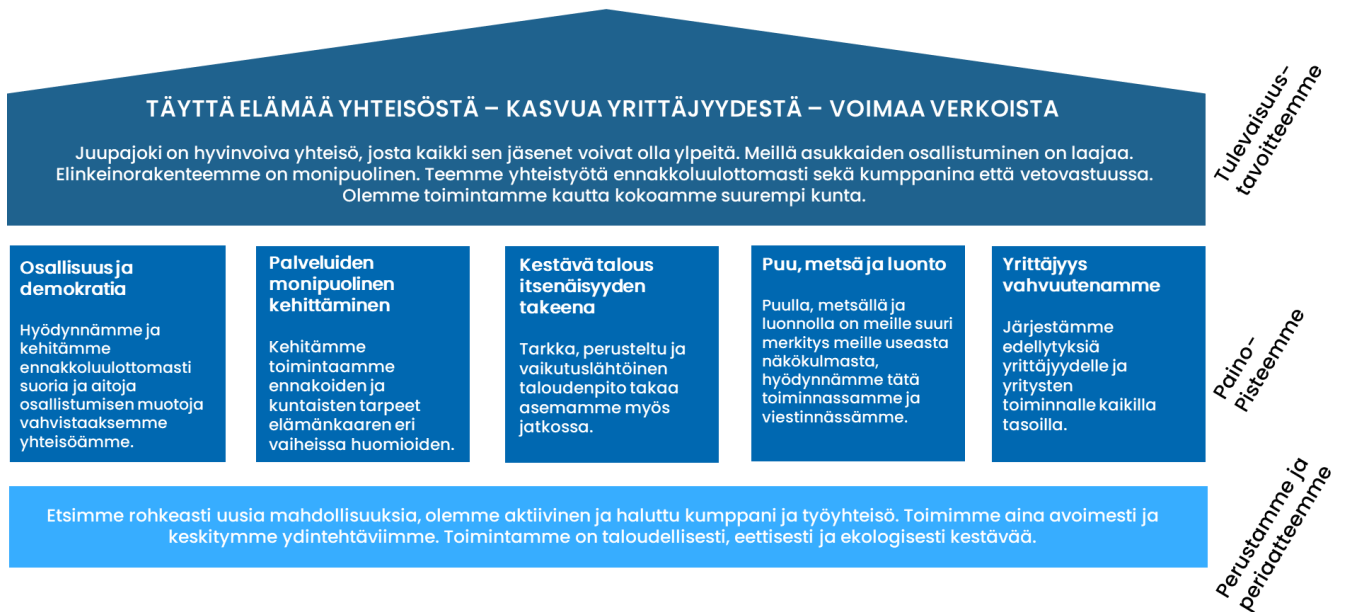 TÄYTTÄ ELÄMÄÄ YHTEISÖSTÄ – KASVUA YRITTÄJYYDESTÄ – VOIMAA VERKOISTA
Juupajoki on hyvinvoiva yhteisö, josta kaikki sen jäsenet voivat olla ylpeitä. Meillä asukkaiden osallistuminen on laajaa.
Elinkeinorakenteemme on monipuolinen. Teemme yhteistyötä ennakkoluulottomasti sekä kumppanina että vetovastuussa.
Olemme toimintamme kautta kokoamme suurempi kunta.
Tulevaisuus-
tavoitteemme
Osallisuus ja
demokratia
Hyödynnämme ja
kehitämme
ennakkoluulottomasti
suoria ja aitoja
osallistumisen muotoja
vahvistaaksemme
yhteisöämme.
Palveluiden
monipuolinen
kehittäminen
Kehitämme
toimintaamme
ennakoiden ja
kuntaisten tarpeet
elämänkaaren eri
vaiheissa huomioiden.
Kestävä talous
itsenäisyyden
takeena
Tarkka, perusteltu ja
vaikutuslähtöinen
taloudenpito takaa
asemamme myös
jatkossa.
Puu, metsä ja luonto
Puulla, metsällä ja
luonnolla on meille suuri
merkitys meille useasta
näkökulmasta,
hyödynnämme tätä
toiminnassamme ja
viestinnässämme.
Yrittäjyys
vahvuutenamme
Järjestämme
edellytyksiä
yrittäjyydelle ja
yritysten
toiminnalle kaikilla
tasoilla.
Paino-
Pisteemme
Etsimme rohkeasti uusia mahdollisuuksia, olemme aktiivinen ja haluttu kumppani ja työyhteisö. Toimimme aina avoimesti ja
keskitymme ydintehtäviimme. Toimintamme on taloudellisesti, eettisesti ja ekologisesti kestävää.
Perustamme ja
periaatteemme